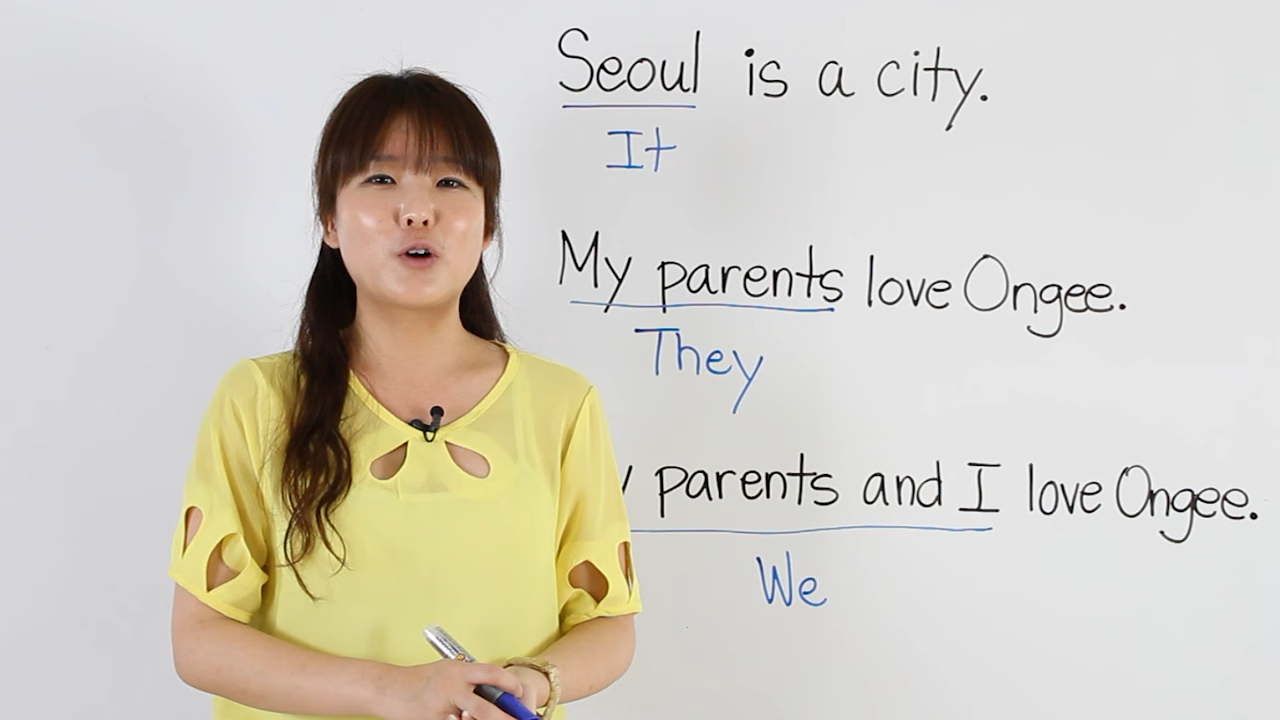 Seoul is a city.
It
My parents love Ongee.
They
parents and I love Ongee.
We